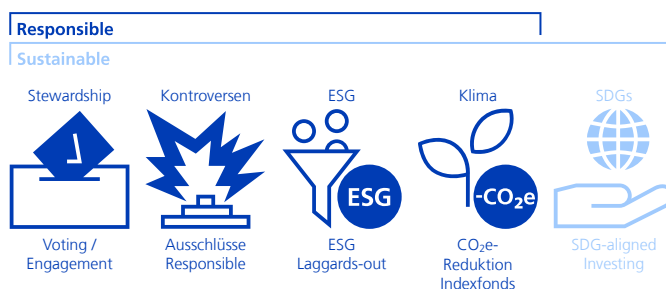 Responsible
Sustainable
Stewardship
Kontroversen
ESG
Klima
SDGs
ESG
-CO₂e
Voting /
Engagement
Ausschlüsse
Responsible
ESG
Laggards-out
CO₂e-
Reduktion
Indexfonds
SDG-aligned
Investing